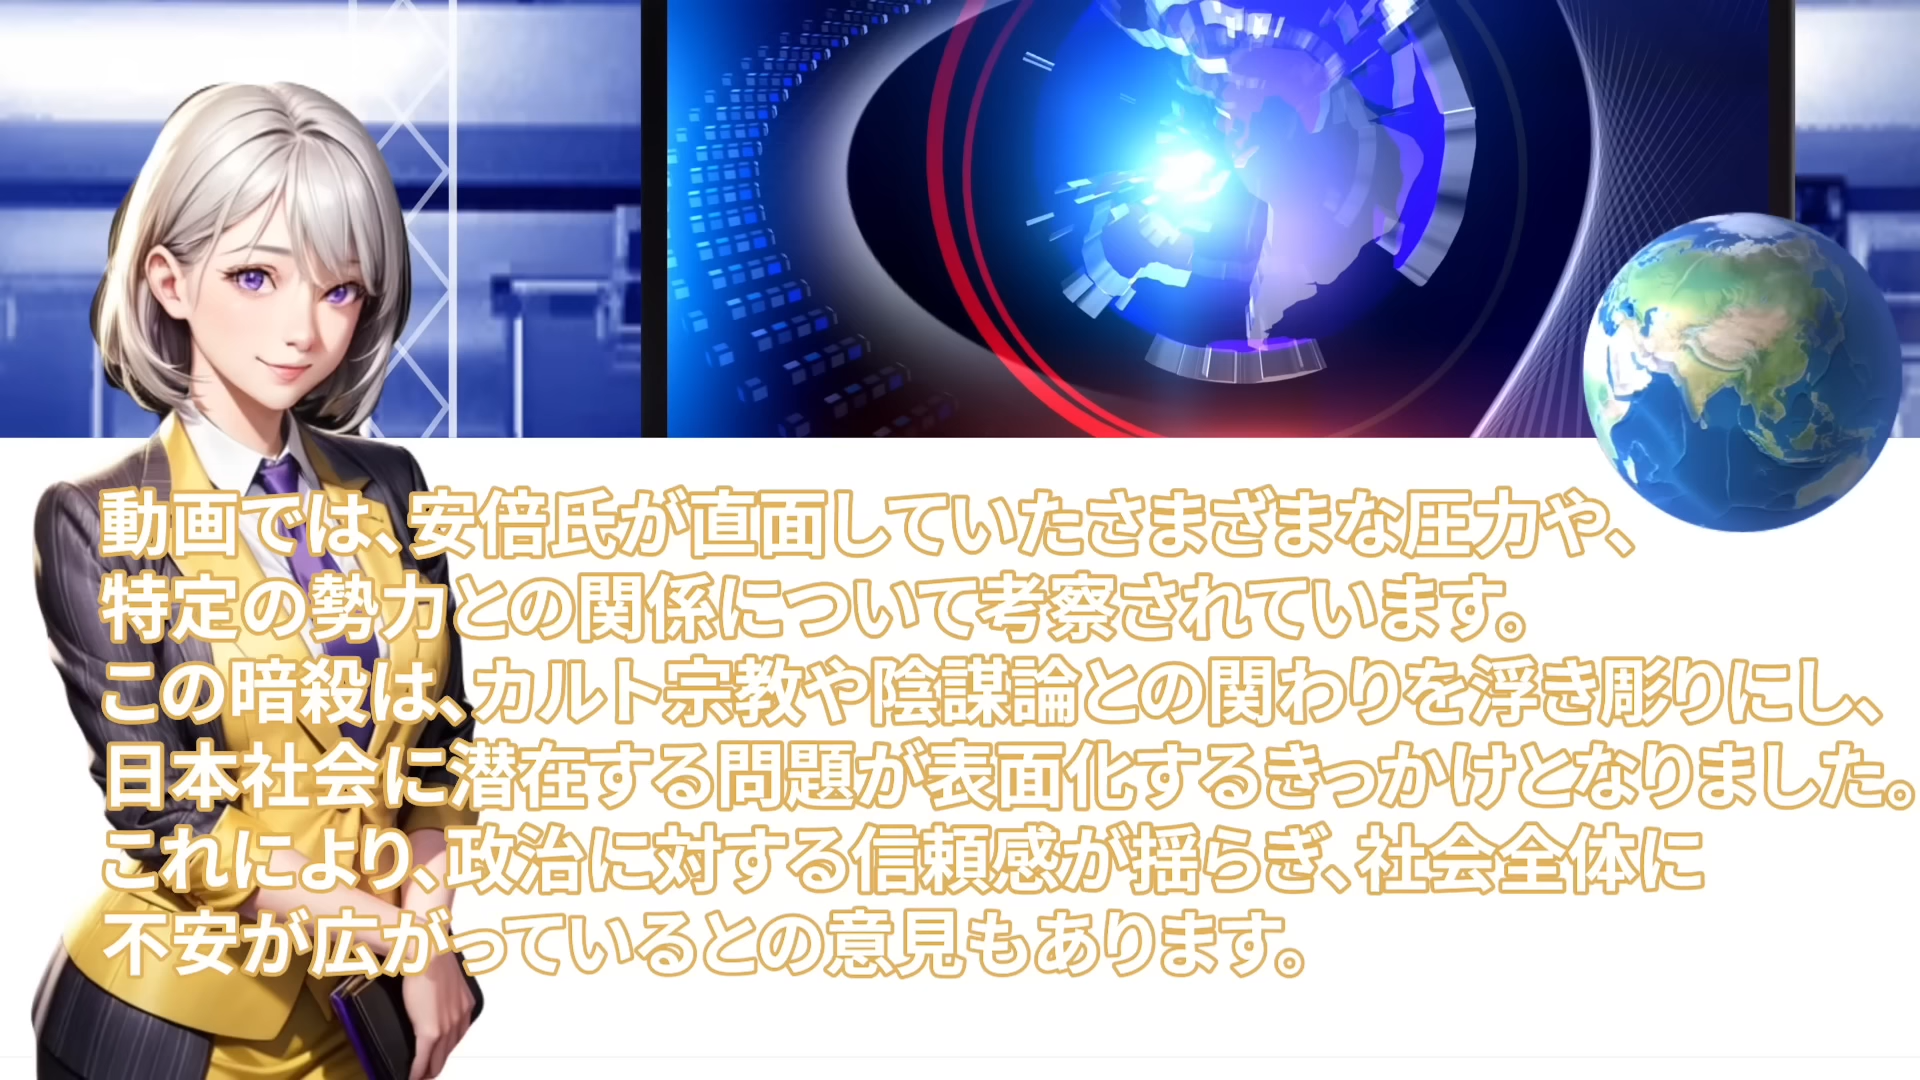 動画では、安倍氏が直面していたさまざまな圧力や、
特定の勢力との関係について考察されています。
この暗殺は、カルト宗教や陰謀論との関わりを浮き彫りにし、
日本社会に潜在する問題が表面化するきっかけとなりました。
これにより、政治に対する信頼感が揺らぎ、社会全体に
不安が広がっているとの意見もあります。